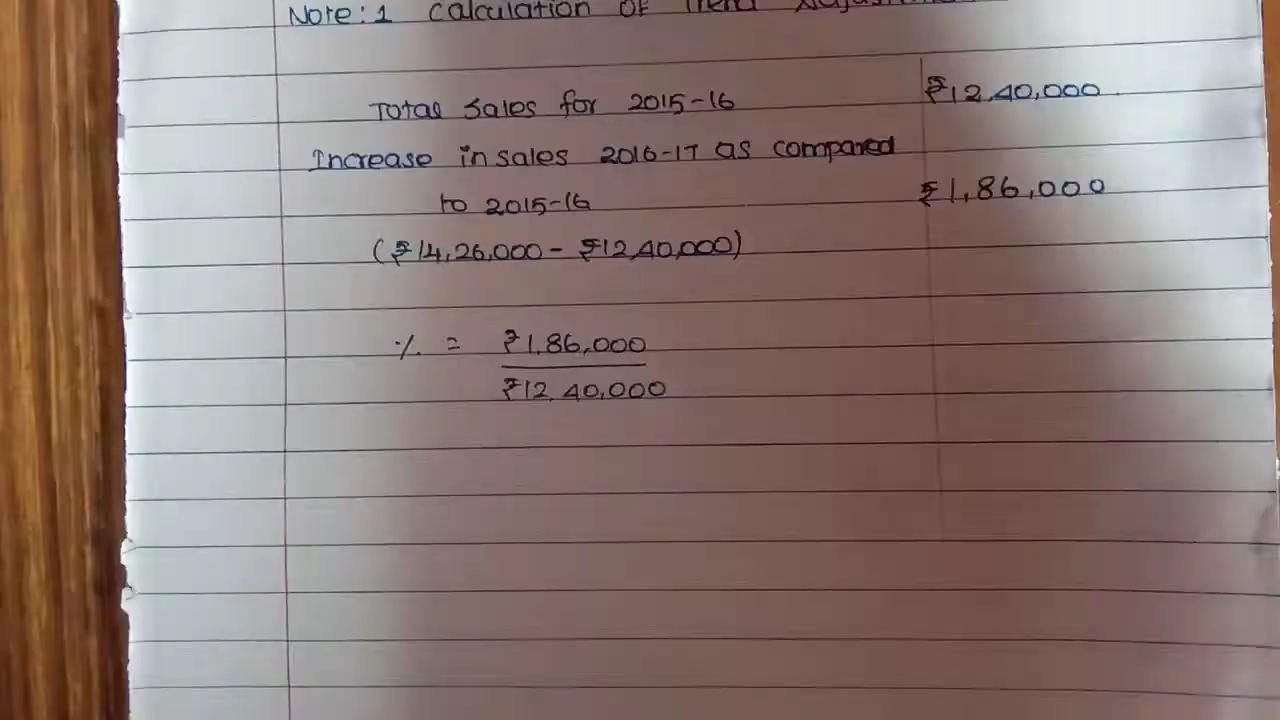 Note: 1 Calculation of Trend
Total Sales for 2015-16 ₹12,40,000
Increase in sales 2016-17 as compared
to 2015-16 ₹1,86,000
(₹14,26,000 - ₹12,40,000)
% = ₹1,86,000
₹12,40,000